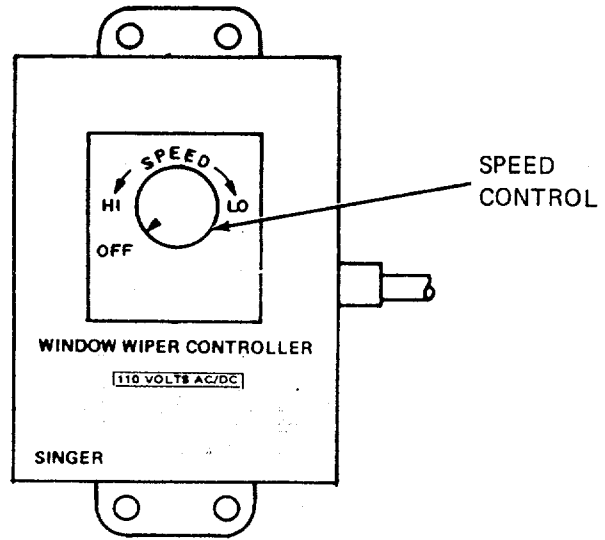 SPEED
HI
LO
OFF
SPEED
CONTROL
WINDOW WIPER CONTROLLER
110 VOLTS AC/DC
SINGER